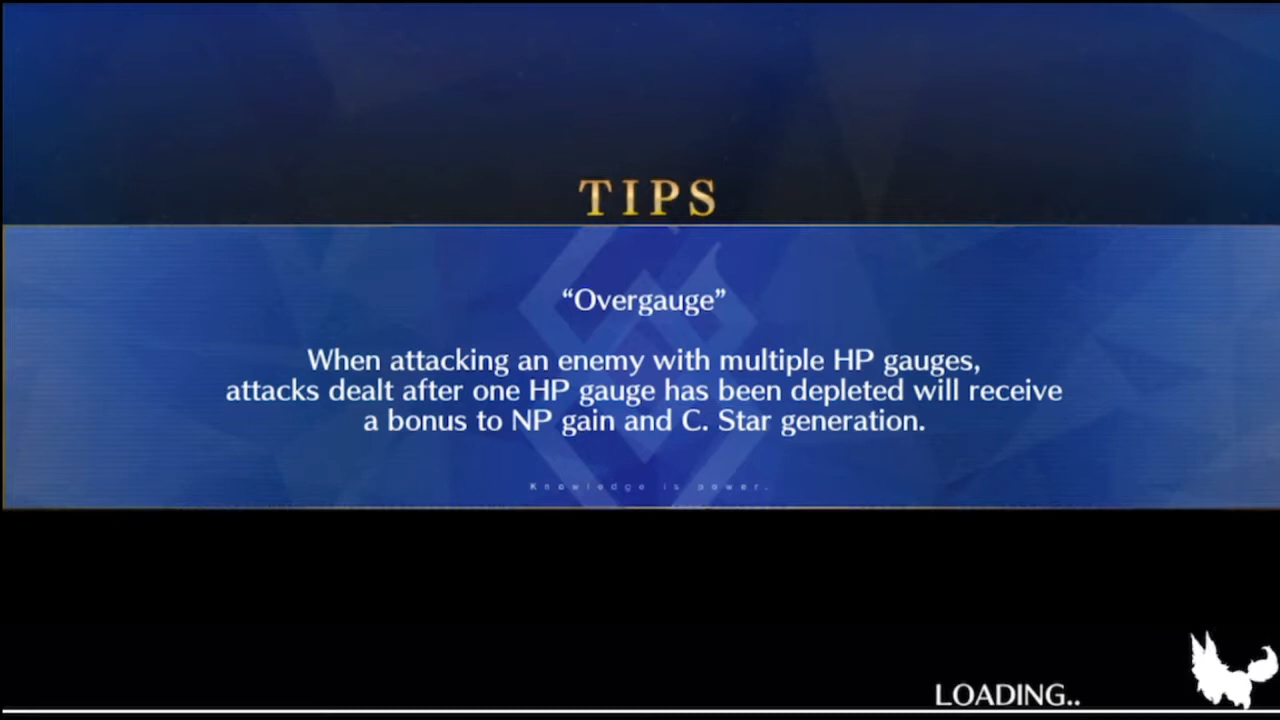 TIPS
“Overgauge”
When attacking an enemy with multiple HP gauges,
attacks dealt after one HP gauge has been depleted will receive
a bonus to NP gain and C. Star generation.
Knowledge is power.
LOADING..